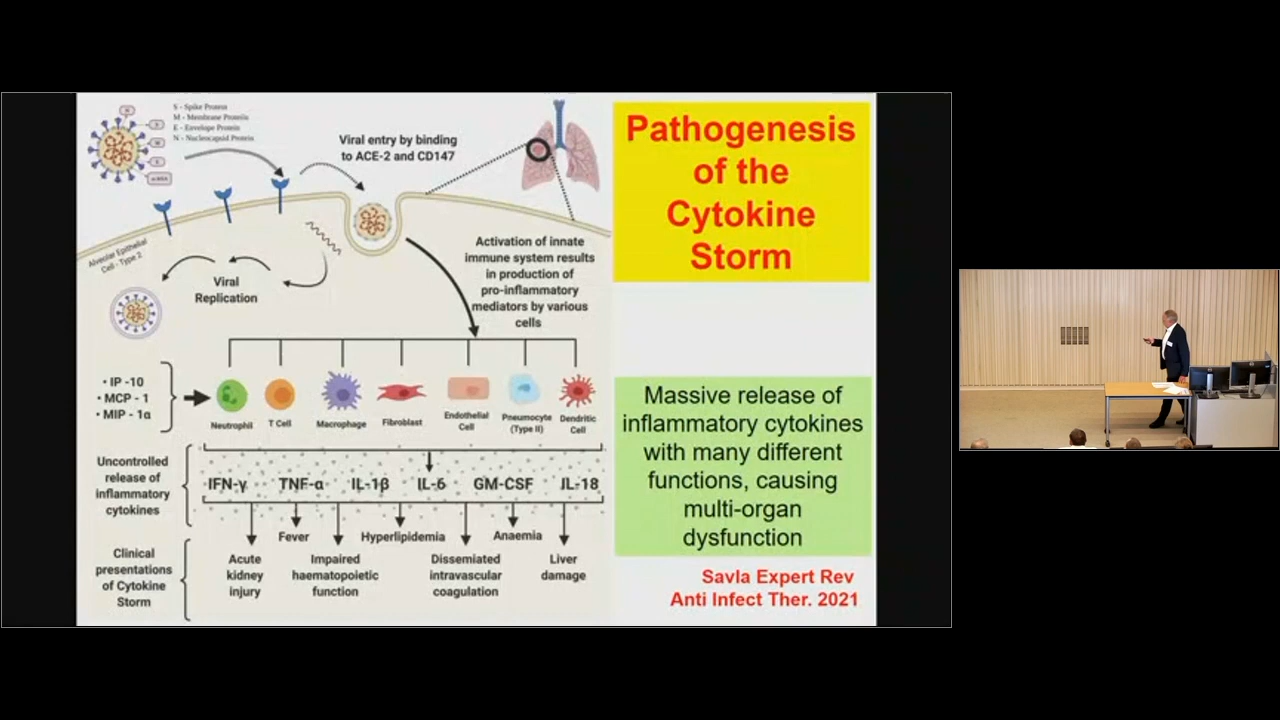 S - Spike Protein
M - Membrane Protein
E - Envelope Protein
N - Nucleocapsid Protein
Viral entry by binding
to ACE-2 and CD147
Alveolar Epithelial
Cell - Type 2
Viral
Replication
Activation of innate
immune system results
in production of
pro-inflammatory
mediators by various
cells
• IP -10
• MCP - 1
• MIP - 1α
Neutrophil
T Cell
Macrophage
Fibroblast
Endothelial
Cell
Pneumocyte
(Type II)
Dendritic
Cell
Uncontrolled
release of
inflammatory
cytokines
IFN-γ TNF-α IL-1β IL-6 GM-CSF IL-18
Clinical
presentations
of Cytokine
Storm
Fever
Hyperlipidemia
Anaemia
Acute
kidney
injury
Impaired
haematopoietic
function
Dissemiated
intravascular
coagulation
Liver
damage
Pathogenesis
of the
Cytokine
Storm
Massive release of
inflammatory cytokines
with many different
functions, causing
multi-organ
dysfunction
Savla Expert Rev
Anti Infect Ther. 2021